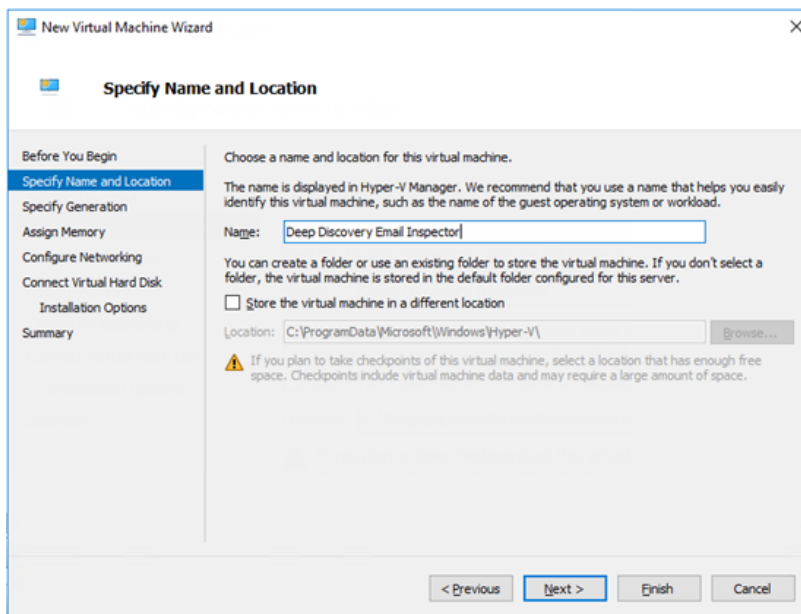 New Virtual Machine Wizard
Specify Name and Location
Before You Begin
Specify Name and Location
Specify Generation
Assign Memory
Configure Networking
Connect Virtual Hard Disk
Installation Options
Summary
Choose a name and location for this virtual machine.
The name is displayed in Hyper-V Manager. We recommend that you use a name that helps you easily
identify this virtual machine, such as the name of the guest operating system or workload.
Name: Deep Discovery Email Inspector
You can create a folder or use an existing folder to store the virtual machine. If you don't select a
folder, the virtual machine is stored in the default folder configured for this server.
Store the virtual machine in a different location
Location: C:\ProgramData\Microsoft\Windows\Hyper-V\ Browse...
If you plan to take checkpoints of this virtual machine, select a location that has enough free
space. Checkpoints include virtual machine data and may require a large amount of space.
< Previous Next > Finish Cancel